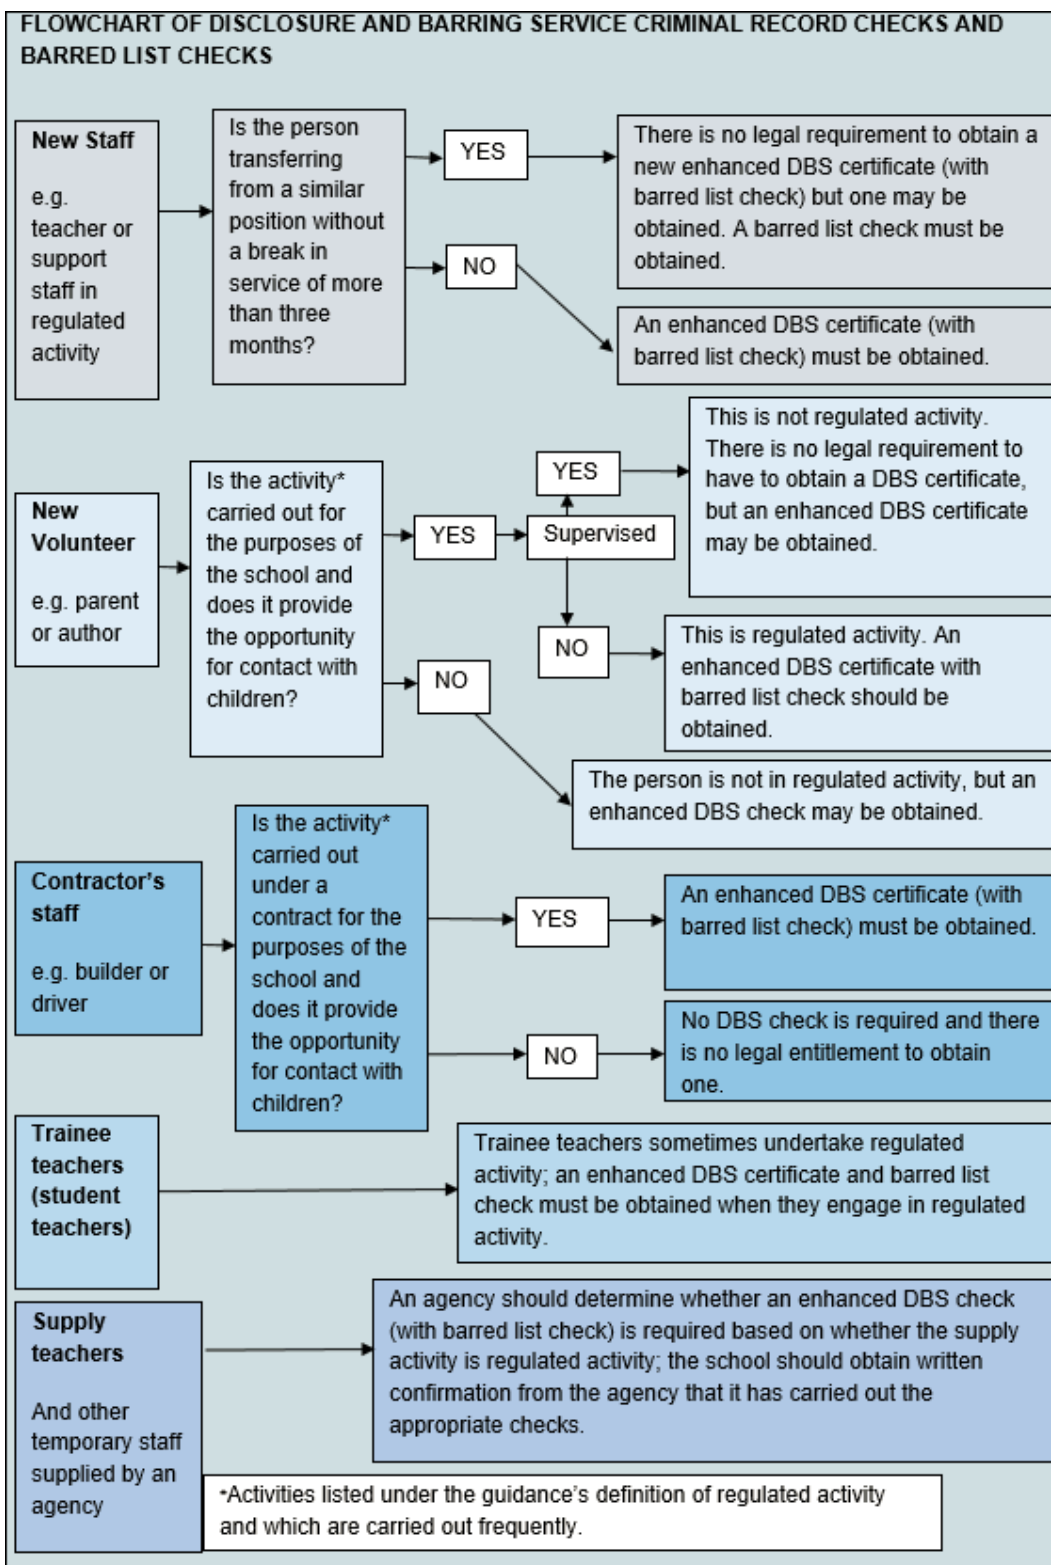 FLOWCHART OF DISCLOSURE AND BARRING SERVICE CRIMINAL RECORD CHECKS AND
BARRED LIST CHECKS
New Staff
e.g.
teacher or
support
staff in
regulated
activity
Is the person
transferring
from a similar
position without
a break in
service of more
than three
months?
YES
There is no legal requirement to obtain a
new enhanced DBS certificate (with
barred list check) but one may be
obtained. A barred list check must be
obtained.
NO
An enhanced DBS certificate (with
barred list check) must be obtained.
New
Volunteer
e.g. parent
or author
Is the activity*
carried out for
the purposes of
the school and
does it provide
the opportunity
for contact with
children?
YES
Supervised
YES
This is not regulated activity.
There is no legal requirement to
have to obtain a DBS certificate,
but an enhanced DBS certificate
may be obtained.
NO
This is regulated activity. An
enhanced DBS certificate with
barred list check should be
obtained.
NO
The person is not in regulated activity, but an
enhanced DBS check may be obtained.
Contractor's
staff
e.g. builder or
driver
Is the activity*
carried out
under a
contract for the
purposes of the
school and
does it provide
the opportunity
for contact with
children?
YES
An enhanced DBS certificate (with
barred list check) must be obtained.
NO
No DBS check is required and there
is no legal entitlement to obtain
one.
Trainee
teachers
(student
teachers)
Trainee teachers sometimes undertake regulated
activity; an enhanced DBS certificate and barred list
check must be obtained when they engage in regulated
activity.
Supply
teachers
And other
temporary staff
supplied by an
agency
An agency should determine whether an enhanced DBS check
(with barred list check) is required based on whether the supply
activity is regulated activity; the school should obtain written
confirmation from the agency that it has carried out the
appropriate checks.
*Activities listed under the guidance's definition of regulated activity
and which are carried out frequently.